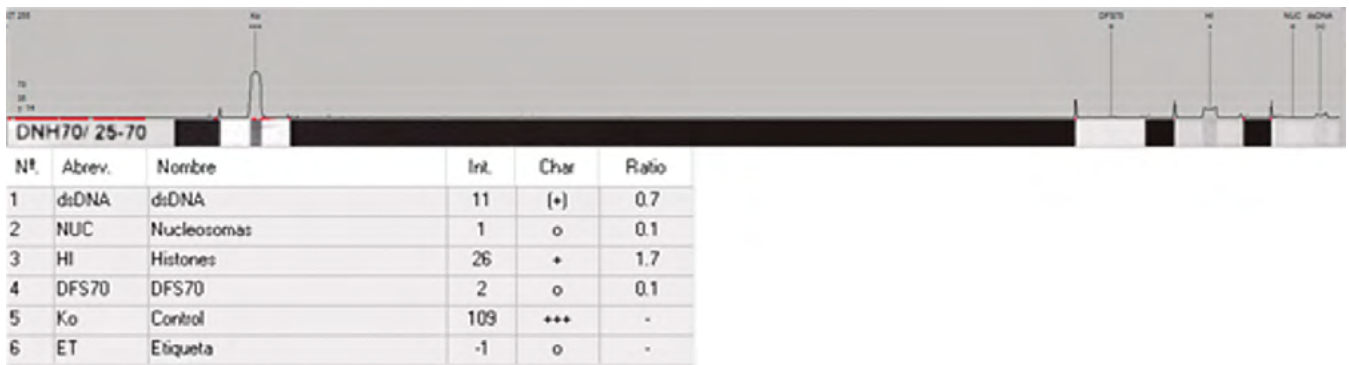 Ko DFS70 HI NUC dsDNA
+++ o + o (+)
DNH70/ 25-70
Nº. Abrev. Nombre Int. Char Ratio
1 dsDNA dsDNA 11 (+) 0.7
2 NUC Nucleosomas 1 o 0.1
3 HI Histones 26 + 1.7
4 DFS70 DFS70 2 o 0.1
5 Ko Control 109 +++ -
6 ET Etiqueta -1 o -